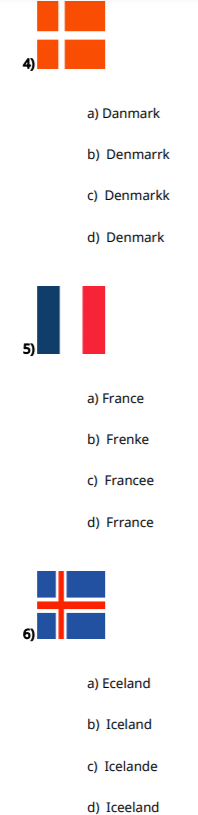 4)
a) Danmark
b) Denmarrk
c) Denmarkk
d) Denmark
5)
a) France
b) Frenke
c) Francee
d) Frrance
6)
a) Eceland
b) Iceland
c) Icelande
d) Iceeland